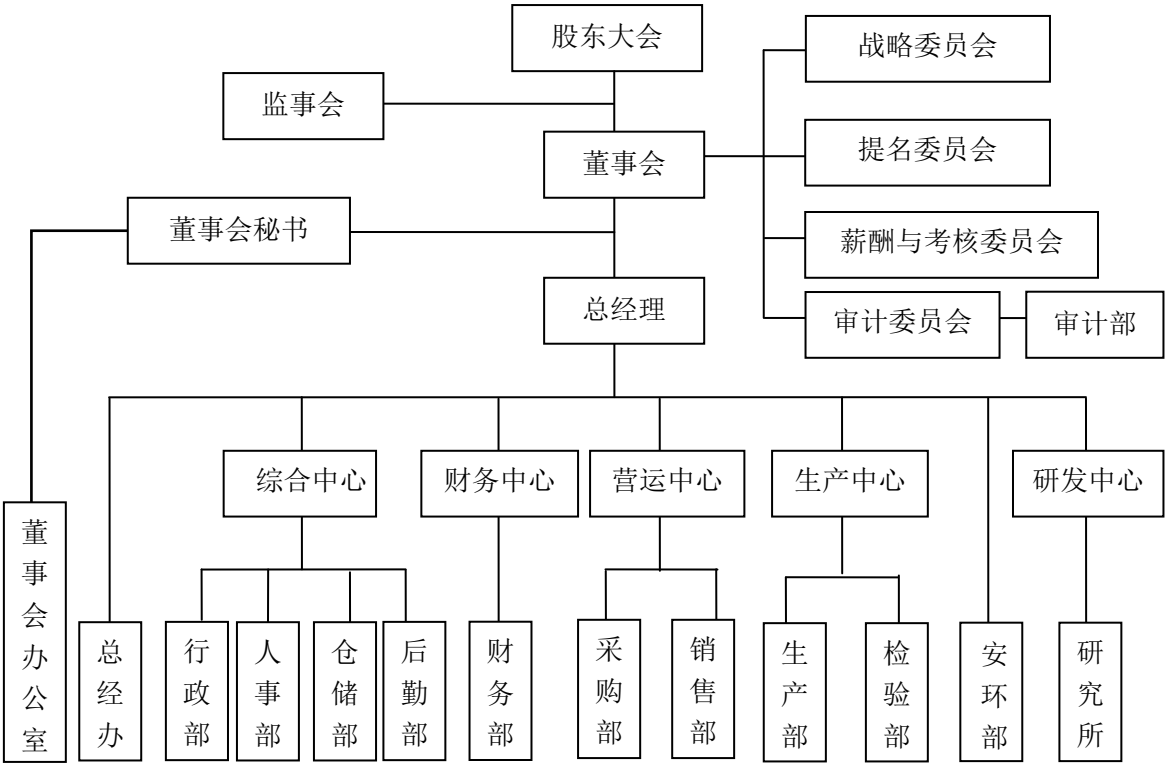 股东大会
战略委员会
监事会
董事会
提名委员会
董事会秘书
薪酬与考核委员会
总经理
审计委员会
审计部
综合中心
财务中心
营运中心
生产中心
研发中心
董事会办公室
总经办
行政部
人事部
仓储部
后勤部
财务部
采购部
销售部
生产部
检验部
安环部
研究所